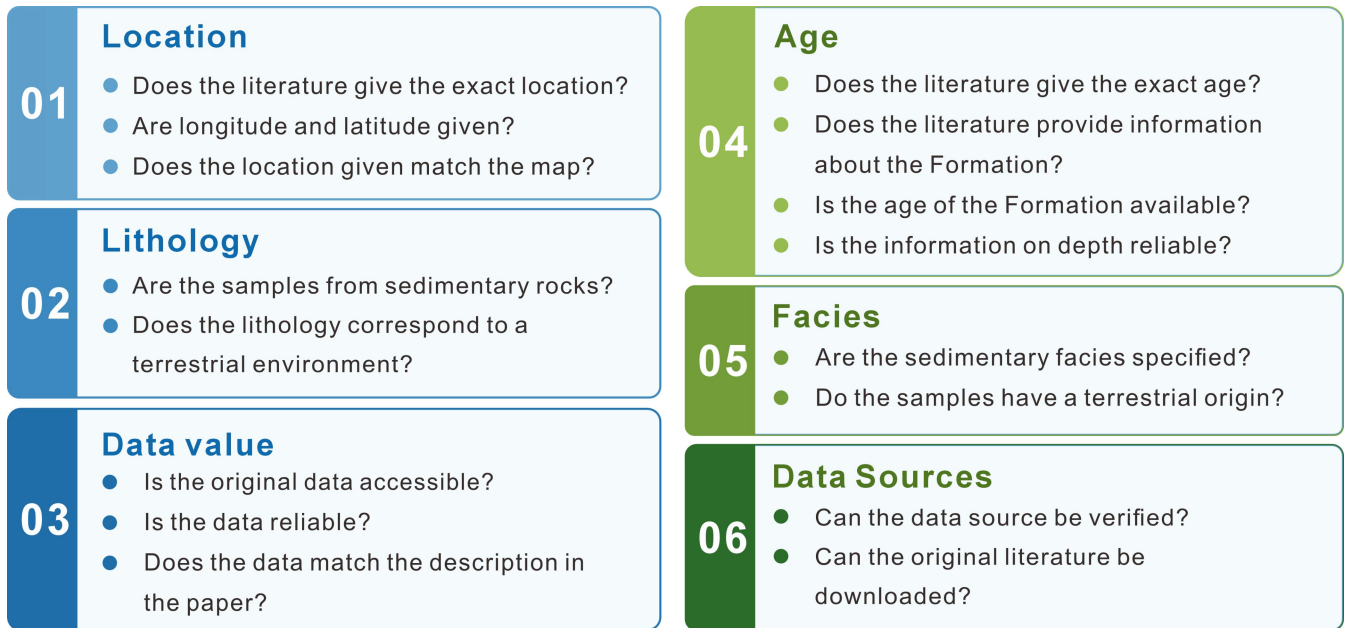 01
Location
Does the literature give the exact location?
Are longitude and latitude given?
Does the location given match the map?
02
Lithology
Are the samples from sedimentary rocks?
Does the lithology correspond to a
terrestrial environment?
03
Data value
Is the original data accessible?
Is the data reliable?
Does the data match the description in
the paper?
04
Age
Does the literature give the exact age?
Does the literature provide information
about the Formation?
Is the age of the Formation available?
Is the information on depth reliable?
05
Facies
Are the sedimentary facies specified?
Do the samples have a terrestrial origin?
06
Data Sources
Can the data source be verified?
Can the original literature be
downloaded?